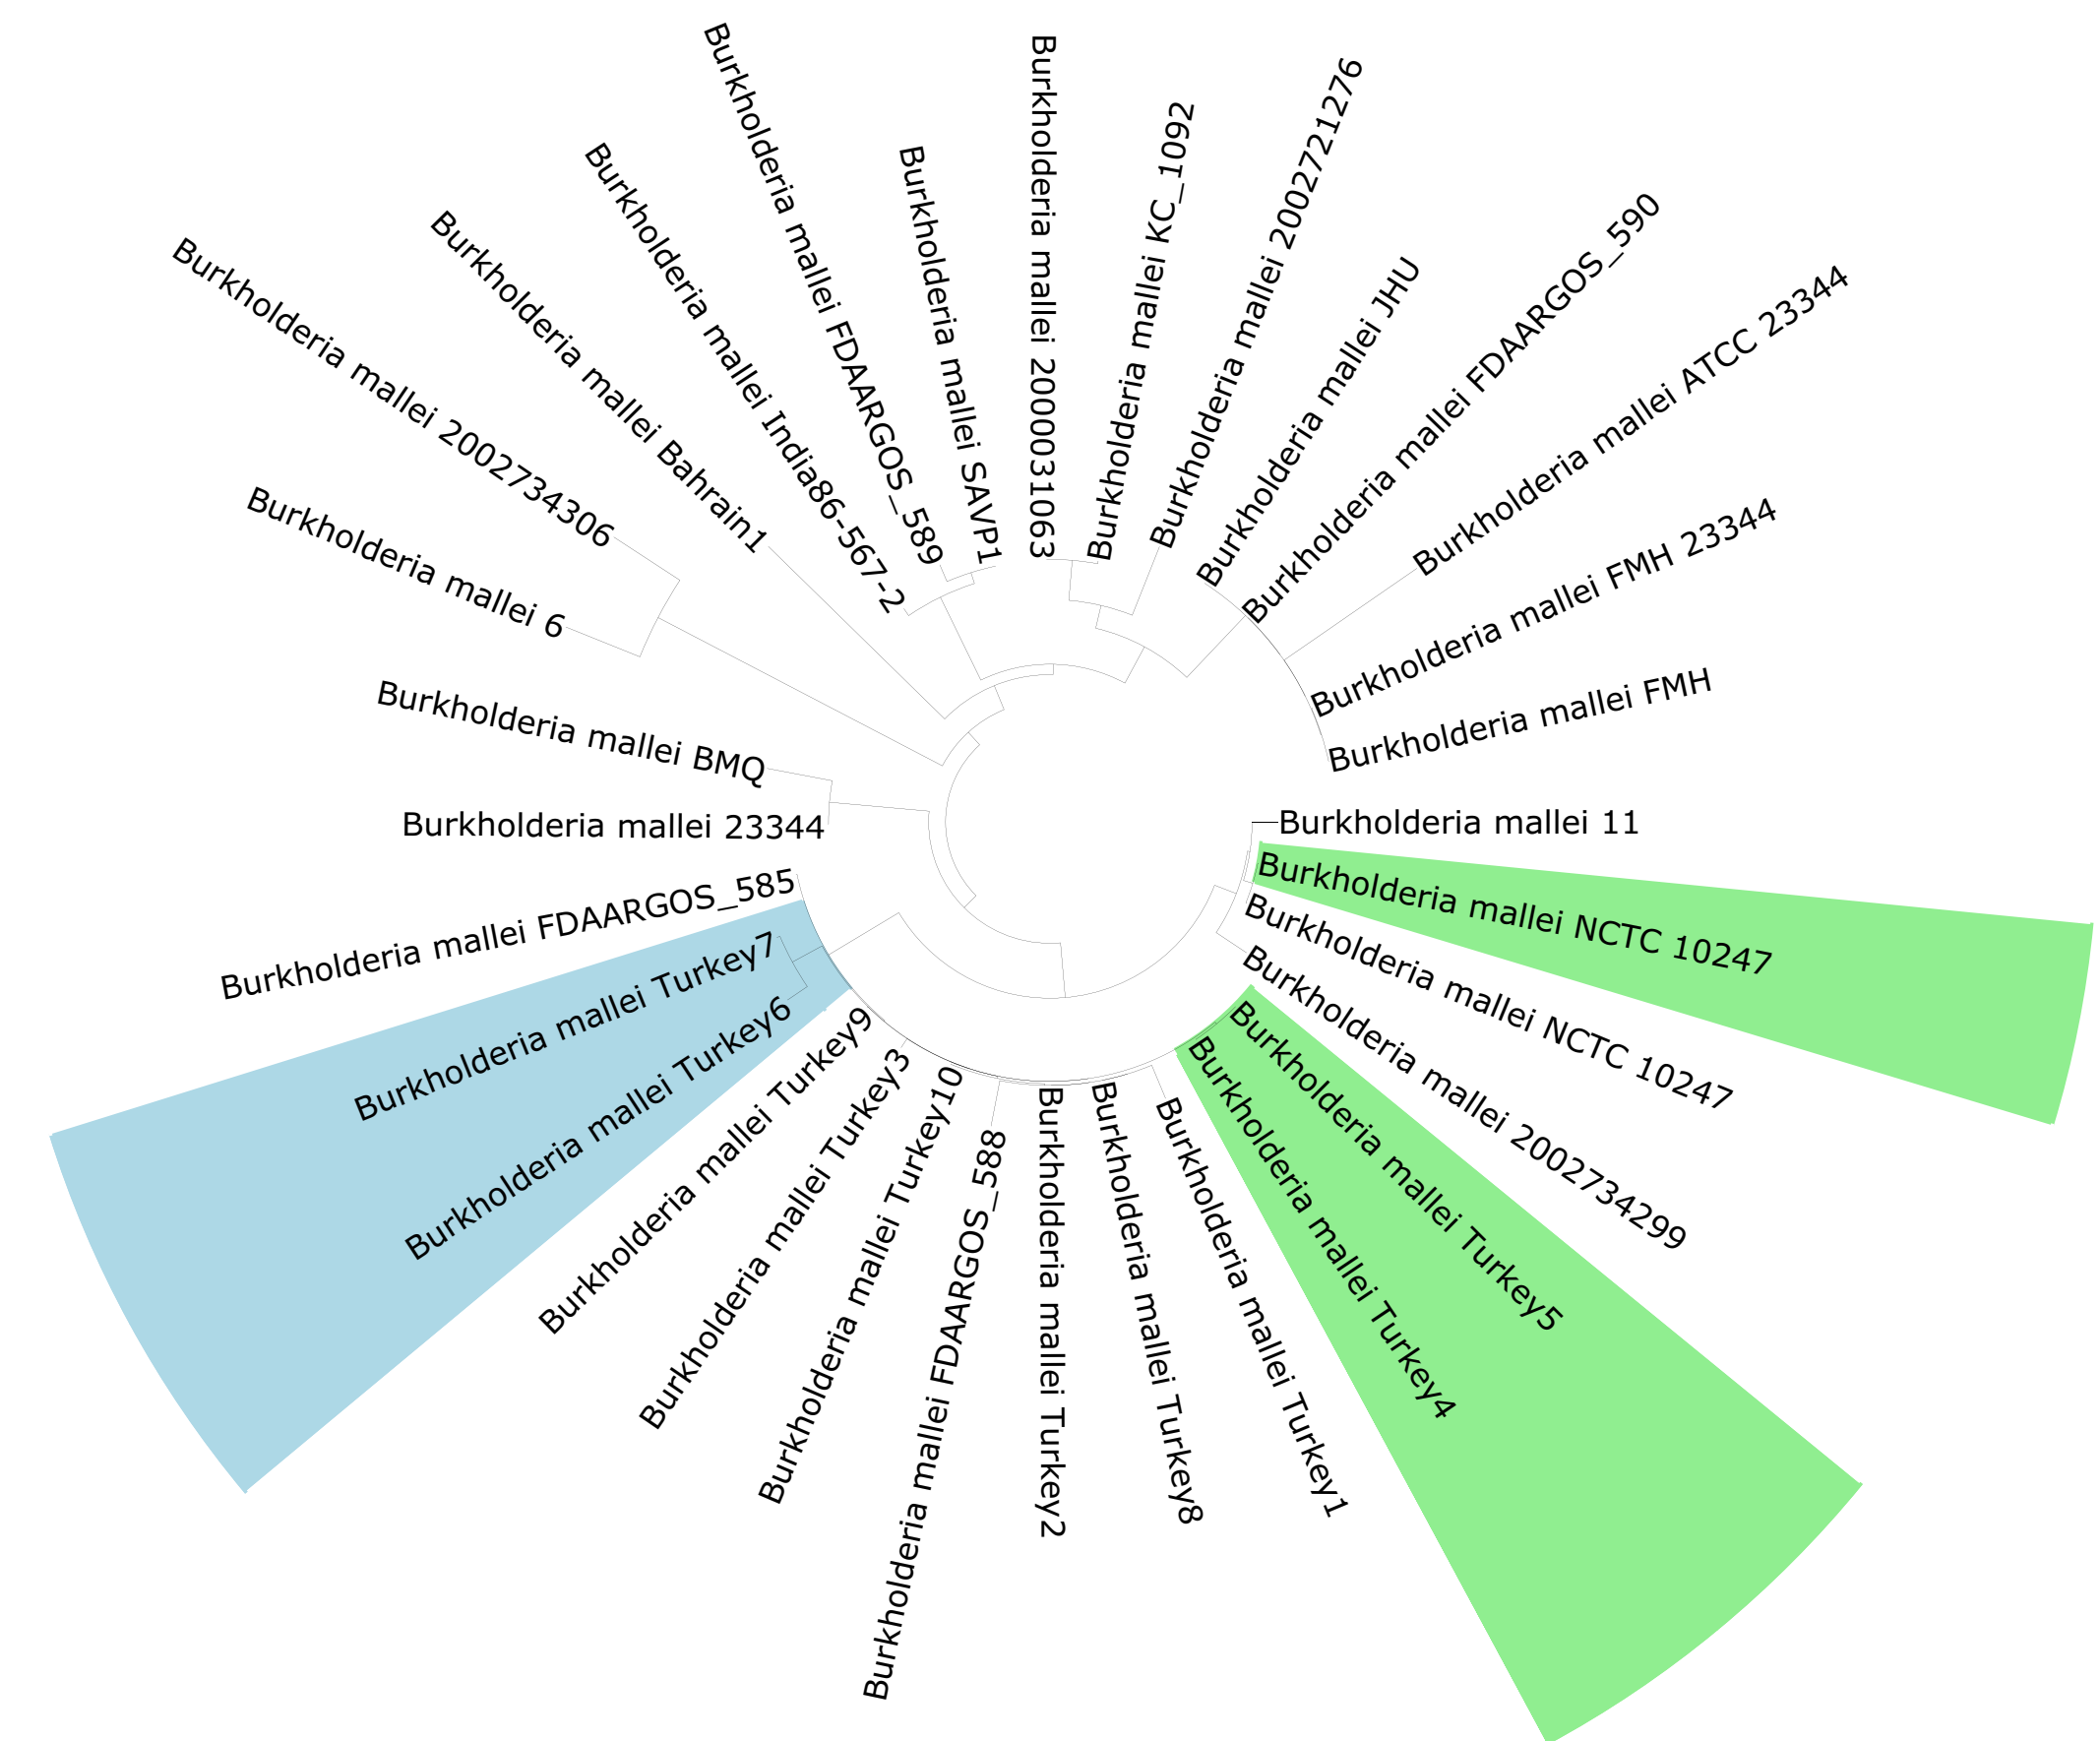 Burkholderia mallei 2000031063
Burkholderia mallei KC_1092
Burkholderia mallei 2002721276
Burkholderia mallei JHU
Burkholderia mallei FDAARGOS_590
Burkholderia mallei ATCC 23344
Burkholderia mallei FMH 23344
Burkholderia mallei FMH
Burkholderia mallei 11
Burkholderia mallei NCTC 10247
Burkholderia mallei NCTC 10247
Burkholderia mallei 2002734299
Burkholderia mallei Turkey5
Burkholderia mallei Turkey4
Burkholderia mallei Turkey1
Burkholderia mallei Turkey8
Burkholderia mallei Turkey2
Burkholderia mallei FDAARGOS_588
Burkholderia mallei Turkey10
Burkholderia mallei Turkey3
Burkholderia mallei Turkey9
Burkholderia mallei Turkey6
Burkholderia mallei Turkey7
Burkholderia mallei FDAARGOS_585
Burkholderia mallei 23344
Burkholderia mallei BMQ
Burkholderia mallei 6
Burkholderia mallei 2002734306
Burkholderia mallei Bahrain1
Burkholderia mallei India86-567-2
Burkholderia mallei FDAARGOS_589
Burkholderia mallei SAVP1